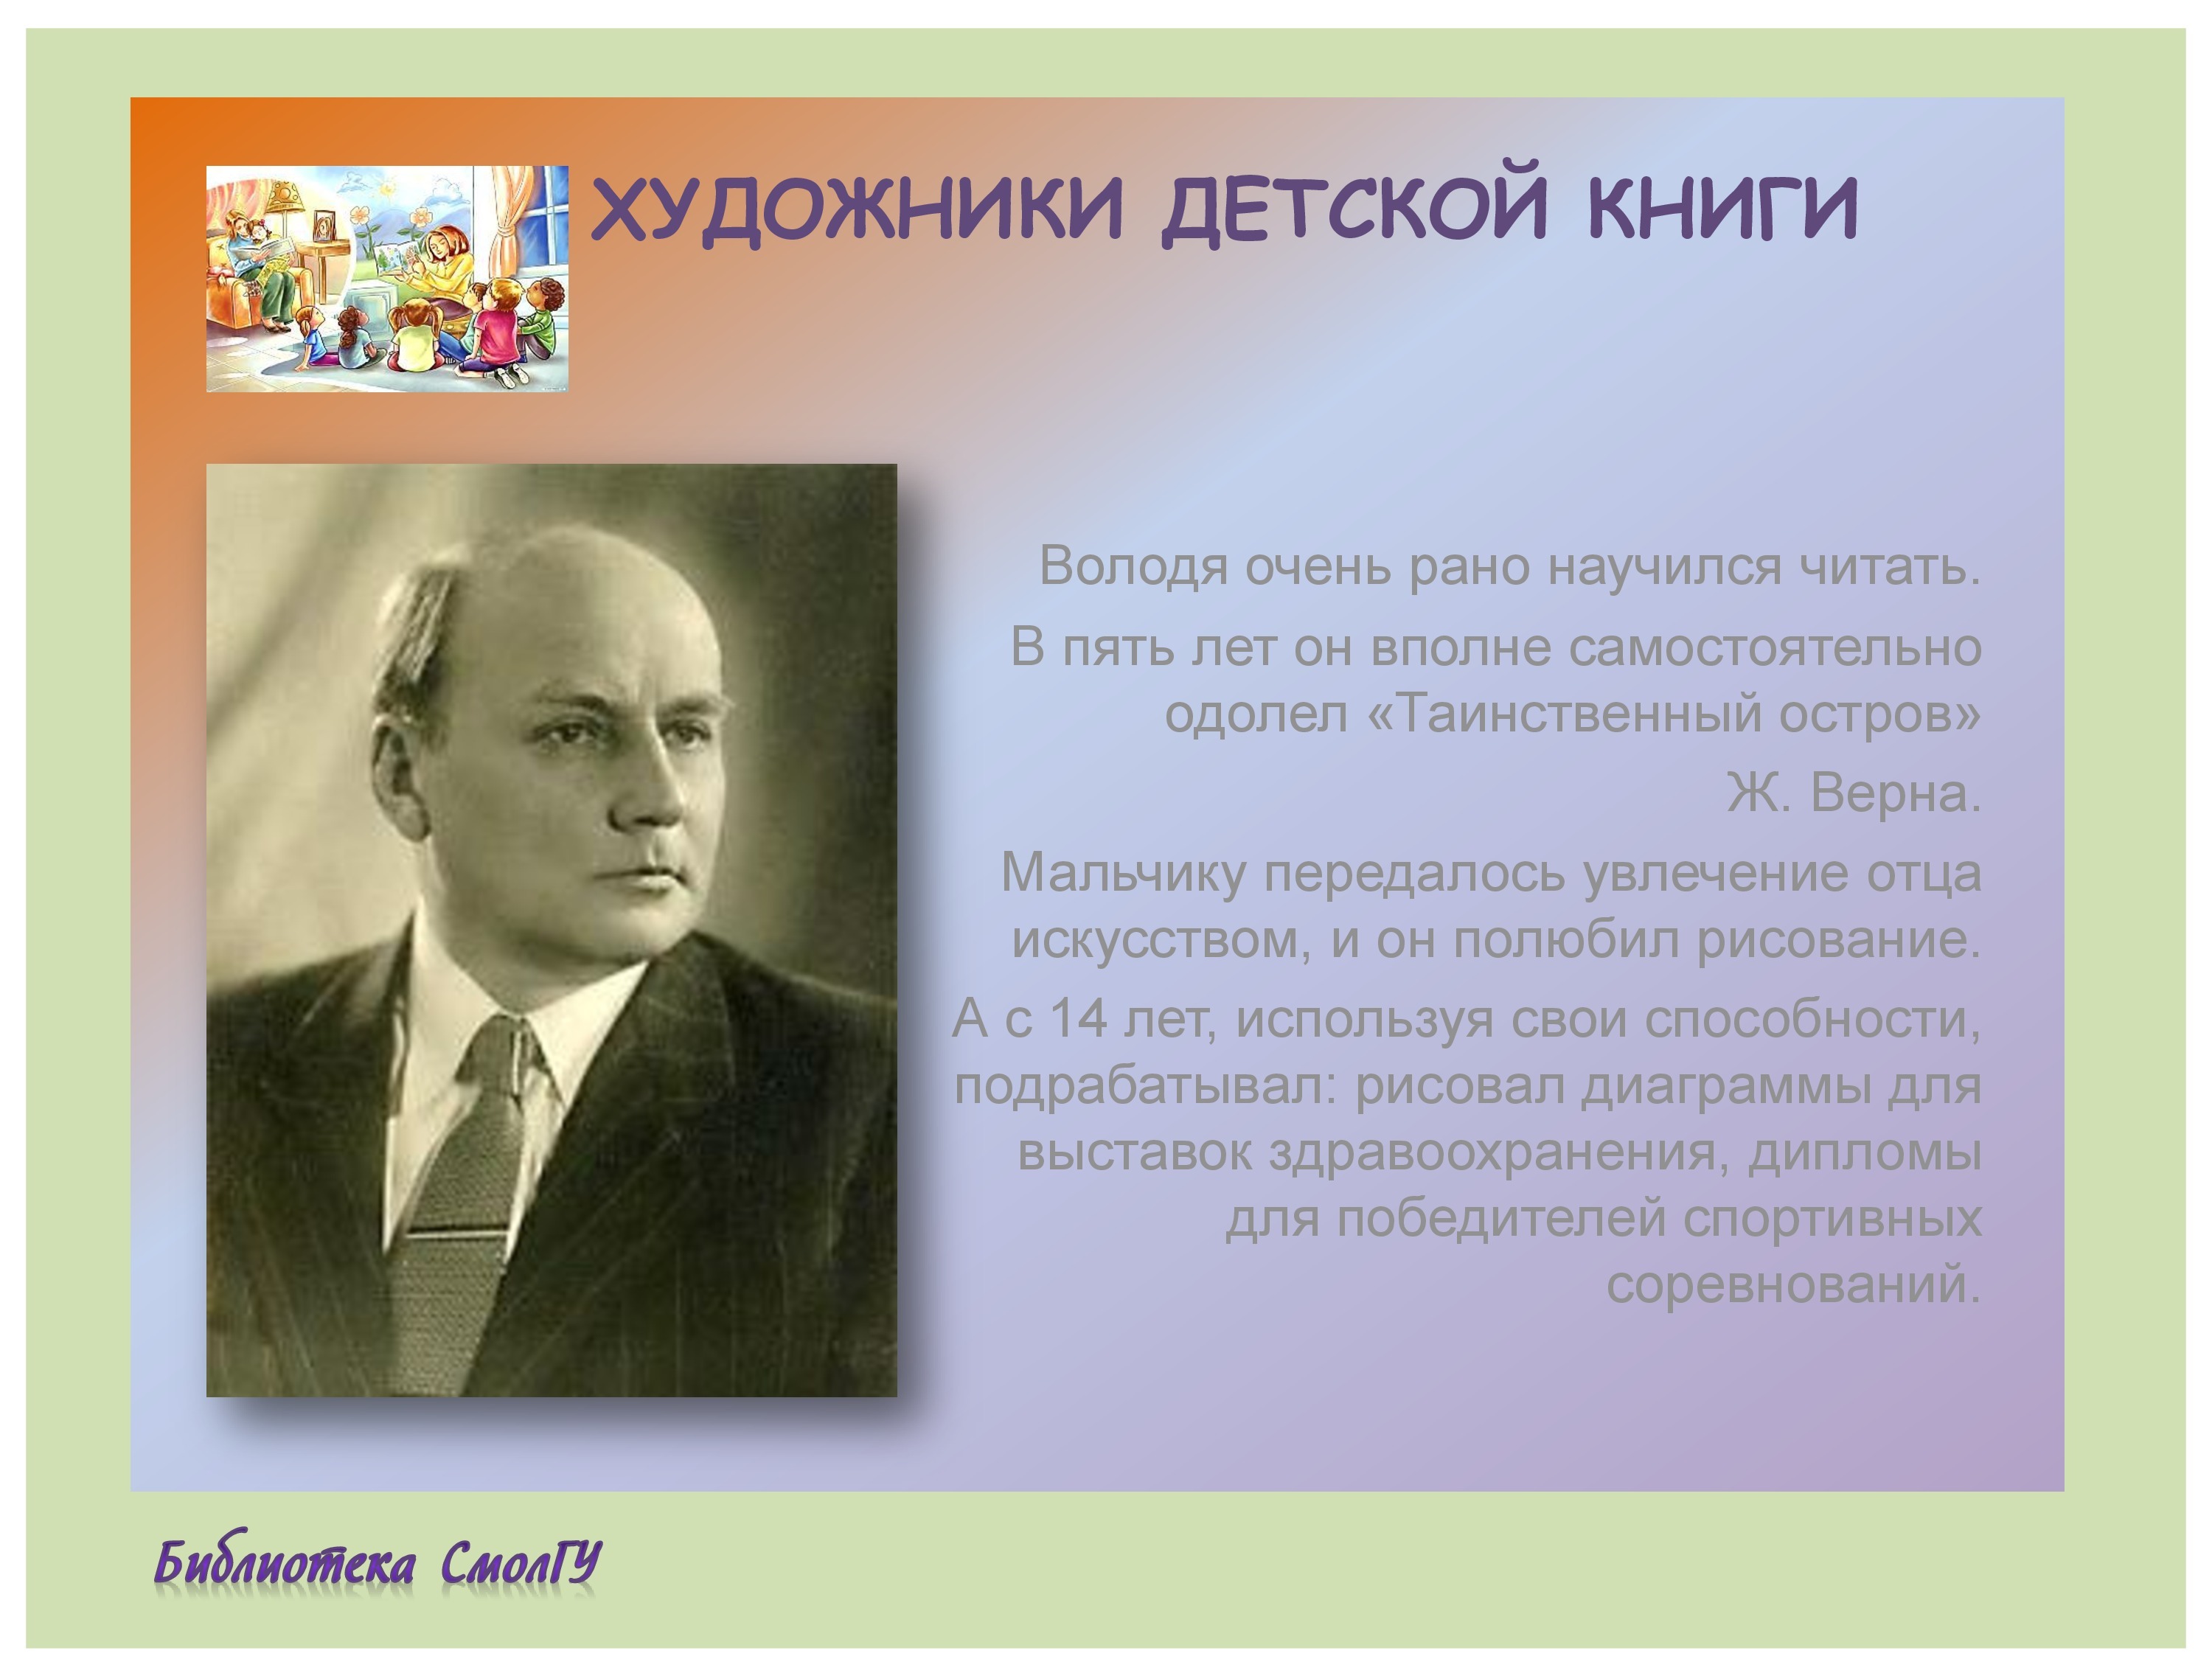 ХУДОЖНИКИ ДЕТСКОЙ КНИГИ
Володя очень рано научился читать.
В пять лет он вполне самостоятельно
одолел «Таинственный остров»
Ж. Верна.
Мальчику передалось увлечение отца
искусством, и он полюбил рисование.
А с 14 лет, используя свои способности,
подрабатывал: рисовал диаграммы для
выставок здравоохранения, дипломы
для победителей спортивных
соревнований.
Библиотека СмолГУ